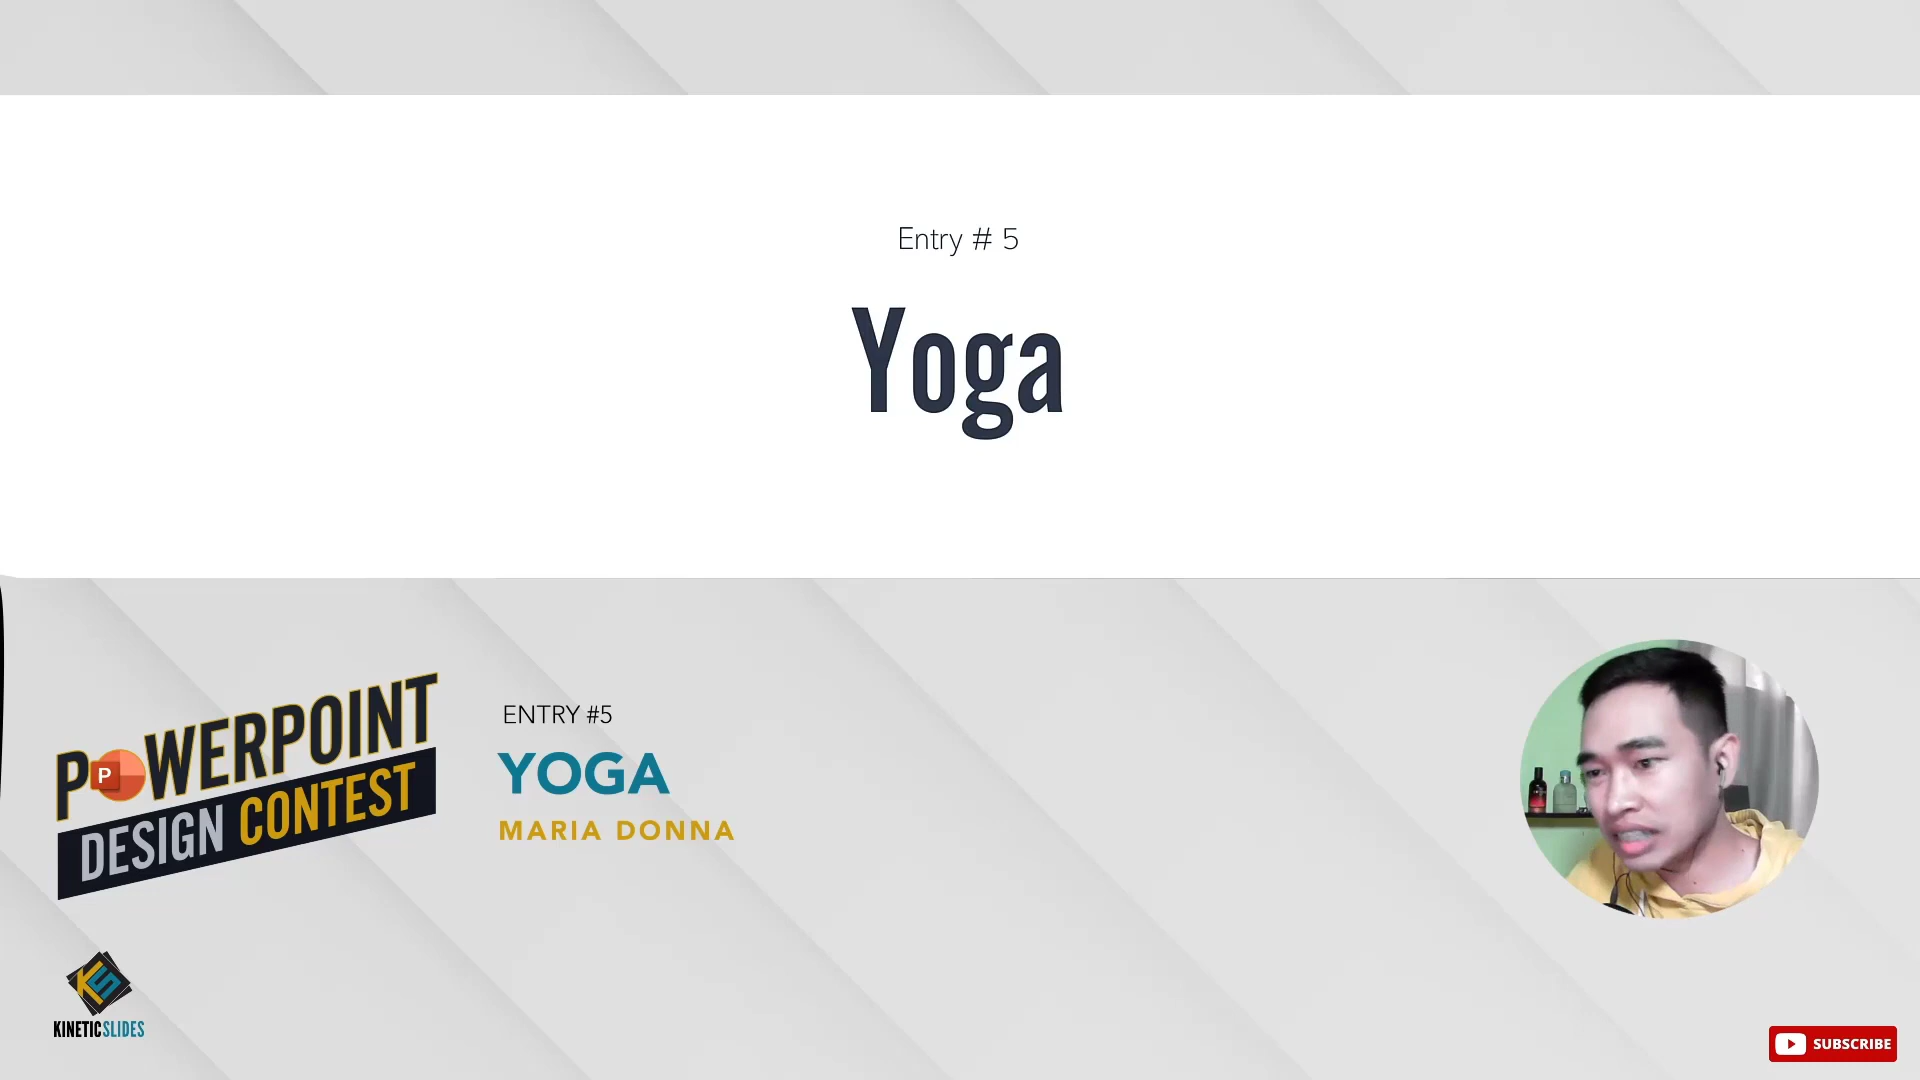 Entry # 5
Yoga
POWERPOINT
DESIGN CONTEST
ENTRY #5
YOGA
MARIA DONNA
KINETICSLIDES
SUBSCRIBE